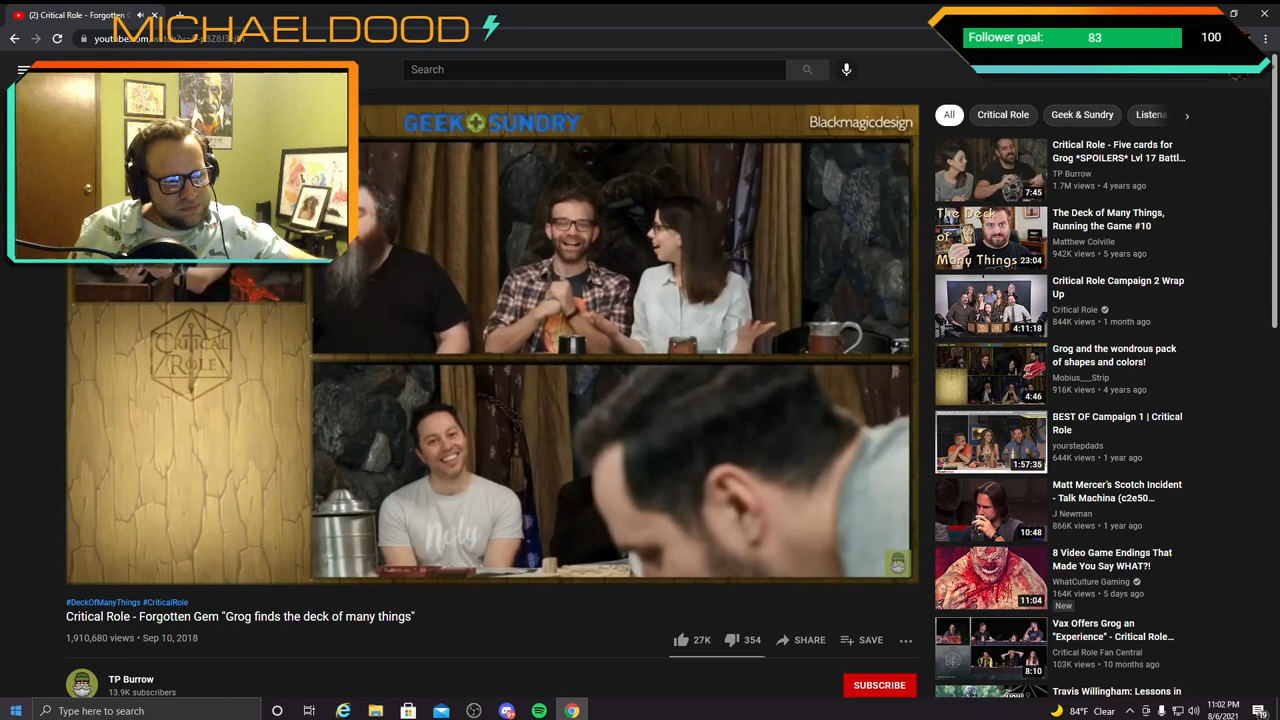 (2) Critical Role - Forgotten G
MICHAELDOOD
Follower goal: 83 100
youtube.com
Search
GEEK & SUNDRY
Blackmagicdesign
CRITICAL
ROLE
#DeckOfManyThings #CriticalRole
Critical Role - Forgotten Gem "Grog finds the deck of many things"
1,910,680 views • Sep 10, 2018
27K 354 SHARE SAVE
TP Burrow
13.9K subscribers
SUBSCRIBE
All Critical Role Geek & Sundry Listena
Critical Role - Five cards for
Grog *SPOILERS* Lvl 17 Battl...
TP Burrow
1.7M views • 4 years ago
7:45
The Deck of Many Things,
Running the Game #10
Matthew Colville
942K views • 5 years ago
The Deck
of
Many Things
23:04
Critical Role Campaign 2 Wrap
Up
Critical Role
844K views • 1 month ago
4:11:18
Grog and the wondrous pack
of shapes and colors!
Mobius___Strip
916K views • 4 years ago
4:46
BEST OF Campaign 1 | Critical
Role
yourstepdads
644K views • 1 year ago
1:57:35
Matt Mercer's Scotch Incident
- Talk Machina (c2e50...
J Newman
866K views • 1 year ago
10:48
8 Video Game Endings That
Made You Say WHAT?!
WhatCulture Gaming
164K views • 5 days ago
New
11:04
Vax Offers Grog an
"Experience" - Critical Role...
Critical Role Fan Central
103K views • 10 months ago
8:10
Travis Willingham: Lessons in
Type here to search
84°F Clear
11:02 PM
8/6/2021
19